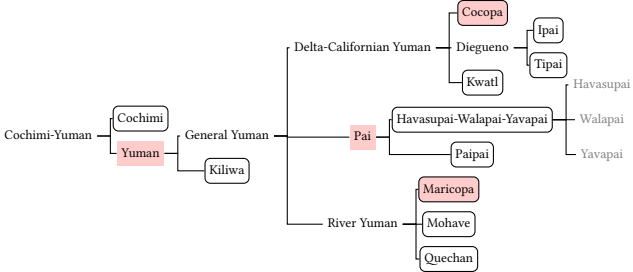 Cocopa
Ipai
Delta-Californian Yuman
Diegueno
Tipai
Kwatl
Havasupai
Cochimi
Havasupai-Walapai-Yavapai
Walapai
Cochimi-Yuman
General Yuman
Pai
Yuman
Paipai
Yavapai
Kiliwa
Maricopa
River Yuman
Mohave
Quechan